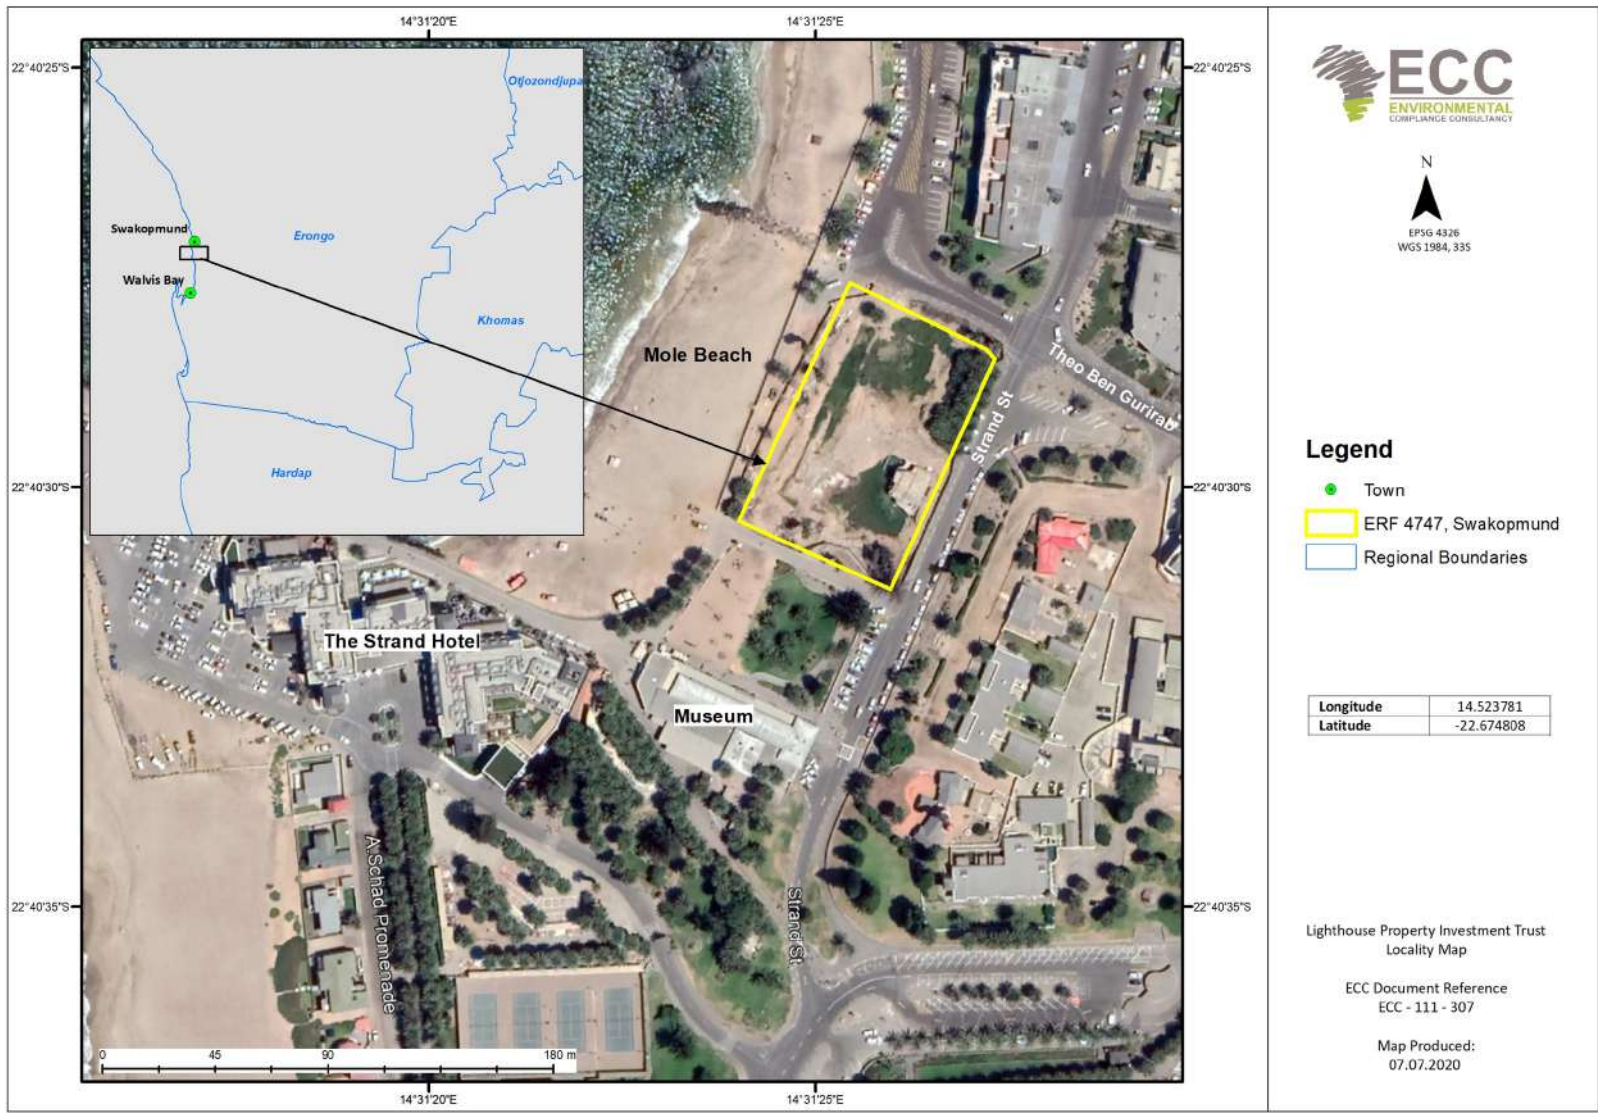 14°31'20"E
14°31'25"E
22°40'25"S
22°40'25"S
Otjozondjupa
Swakopmund
Erongo
Walvis Bay
Khomas
Hardap
Mole Beach
Theo Ben Gurirab
Strand St
22°40'30"S
22°40'30"S
The Strand Hotel
Museum
A.Schad Promenade
Strand St
22°40'35"S
22°40'35"S
0 45 90 180 m
14°31'20"E
14°31'25"E
ECC
ENVIRONMENTAL
COMPLIANCE CONSULTANCY
N
EPSG 4326
WGS 1984, 33S
Legend
Town
ERF 4747, Swakopmund
Regional Boundaries
Longitude 14.523781
Latitude -22.674808
Lighthouse Property Investment Trust
Locality Map
ECC Document Reference
ECC - 111 - 307
Map Produced:
07.07.2020